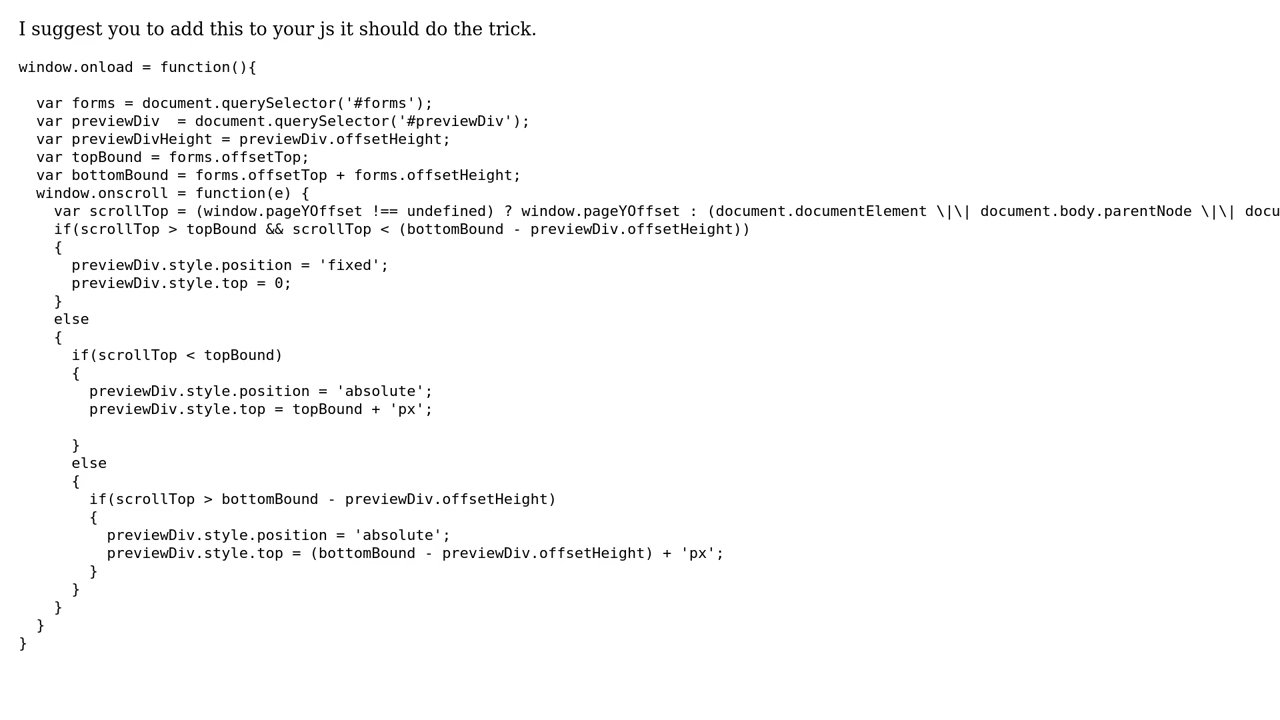 I suggest you to add this to your js it should do the trick.
window.onload = function(){
  var forms = document.querySelector('#forms');
  var previewDiv  = document.querySelector('#previewDiv');
  var previewDivHeight = previewDiv.offsetHeight;
  var topBound = forms.offsetTop;
  var bottomBound = forms.offsetTop + forms.offsetHeight;
  window.onscroll = function(e) {
    var scrollTop = (window.pageYOffset !== undefined) ? window.pageYOffset : (document.documentElement \|\| document.body.parentNode \|\| docu
    if(scrollTop > topBound && scrollTop < (bottomBound - previewDiv.offsetHeight))
    {
      previewDiv.style.position = 'fixed';
      previewDiv.style.top = 0;
    }
    else
    {
      if(scrollTop < topBound)
      {
        previewDiv.style.position = 'absolute';
        previewDiv.style.top = topBound + 'px';
      }
      else
      {
        if(scrollTop > bottomBound - previewDiv.offsetHeight)
        {
          previewDiv.style.position = 'absolute';
          previewDiv.style.top = (bottomBound - previewDiv.offsetHeight) + 'px';
        }
      }
    }
  }
}